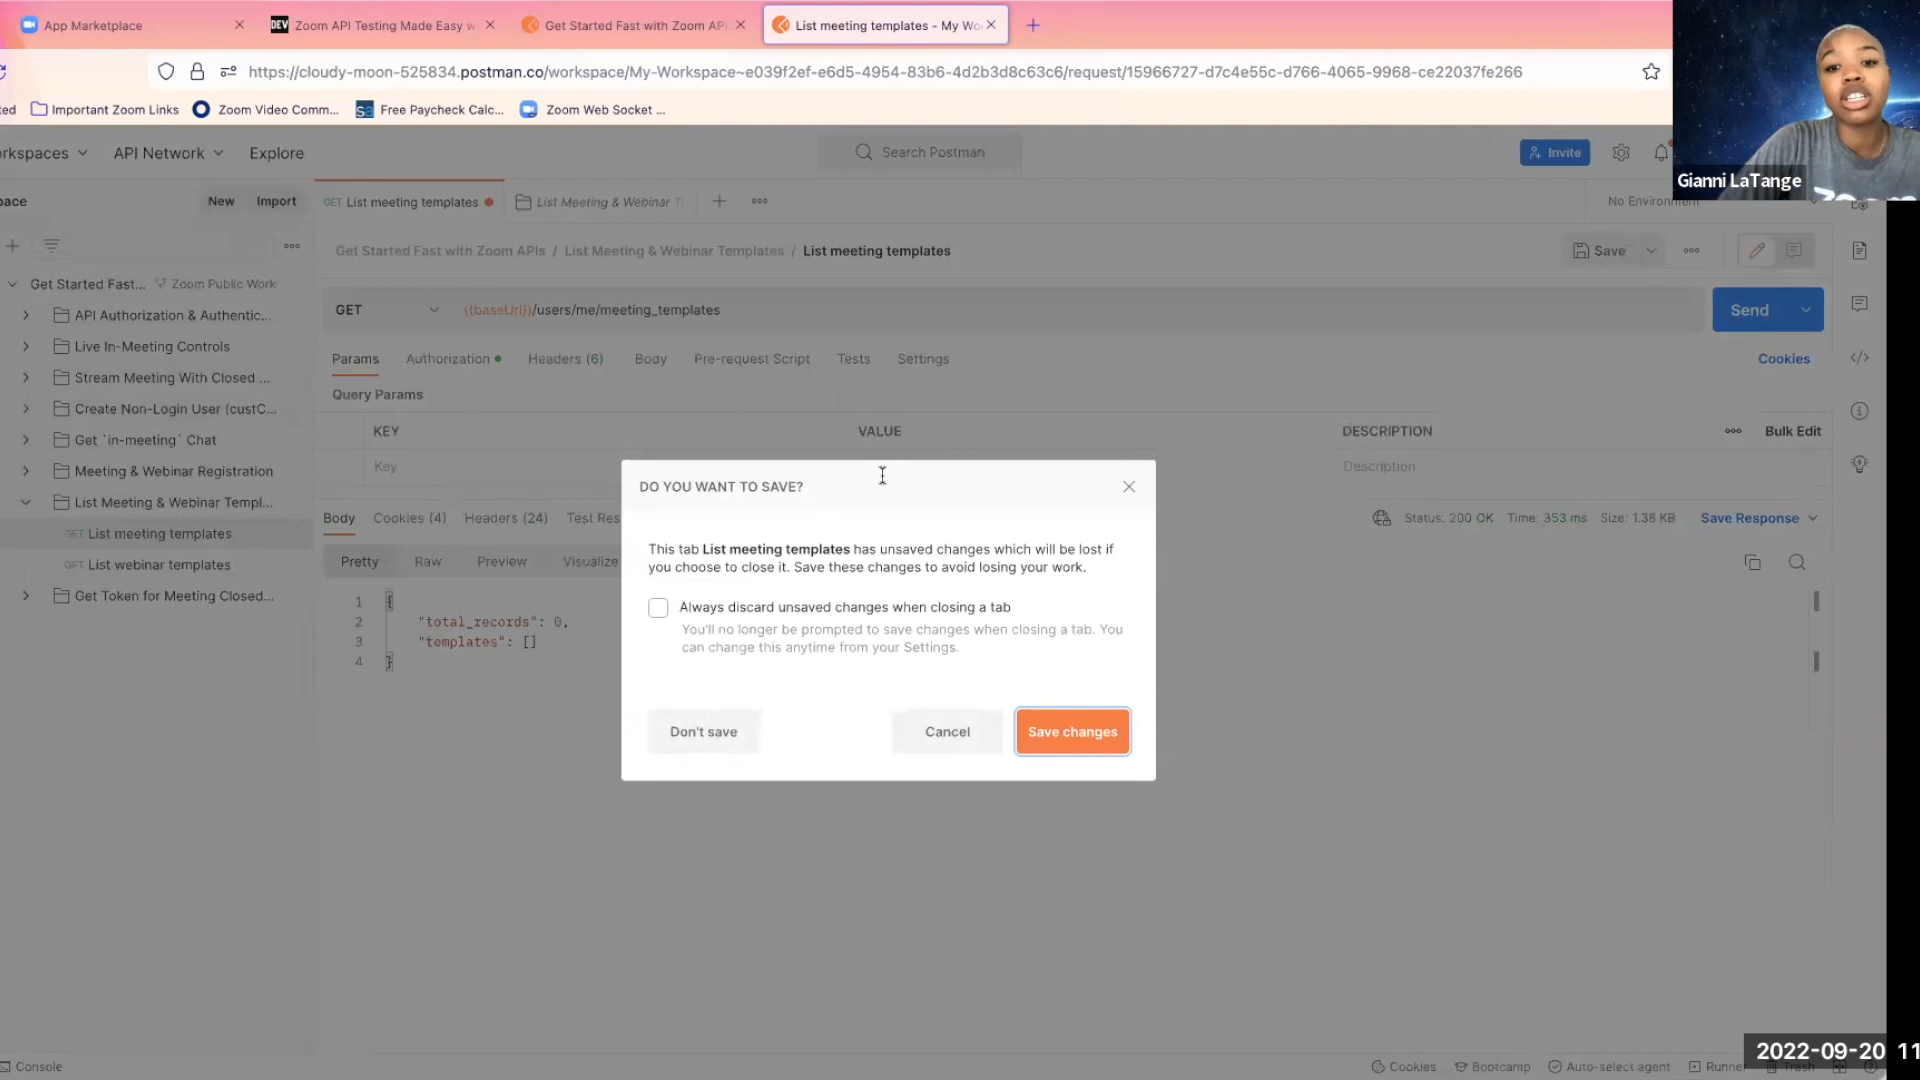 App Marketplace
DEV Zoom API Testing Made Easy w
Get Started Fast with Zoom AP
List meeting templates - My Wo
https://cloudy-moon-525834.postman.co/workspace/My-Workspace~e039f2ef-e6d5-4954-83b6-4d2b3d8c63c6/request/15966727-d7c4e55c-d766-4065-9968-ce22037fe266
ted Important Zoom Links Zoom Video Comm... Free Paycheck Calc... Zoom Web Socket ...
rkspaces API Network Explore Search Postman Invite
Gianni LaTange
zoom
pace New Import GET List meeting templates List Meeting & Webinar T No Environment
Get Started Fast with Zoom APIs / List Meeting & Webinar Templates / List meeting templates Save
Get Started Fast... Zoom Public Work
GET {{baseUrl}}/users/me/meeting_templates Send
API Authorization & Authentic...
Live In-Meeting Controls
Stream Meeting With Closed ...
Create Non-Login User (custC...
Get `in-meeting` Chat
Meeting & Webinar Registration
List Meeting & Webinar Templ...
GET List meeting templates
GET List webinar templates
Get Token for Meeting Closed...
Params Authorization Headers (6) Body Pre-request Script Tests Settings Cookies
Query Params
KEY VALUE DESCRIPTION Bulk Edit
Key Description
Body Cookies (4) Headers (24) Test Res Status: 200 OK Time: 353 ms Size: 1.38 KB Save Response
Pretty Raw Preview Visualize
1 {
2 "total_records": 0,
3 "templates": []
4 }
DO YOU WANT TO SAVE?
This tab List meeting templates has unsaved changes which will be lost if
you choose to close it. Save these changes to avoid losing your work.
Always discard unsaved changes when closing a tab
You'll no longer be prompted to save changes when closing a tab. You
can change this anytime from your Settings.
Don't save Cancel Save changes
Console Cookies Bootcamp Auto-select agent Runner Trash
2022-09-20 11